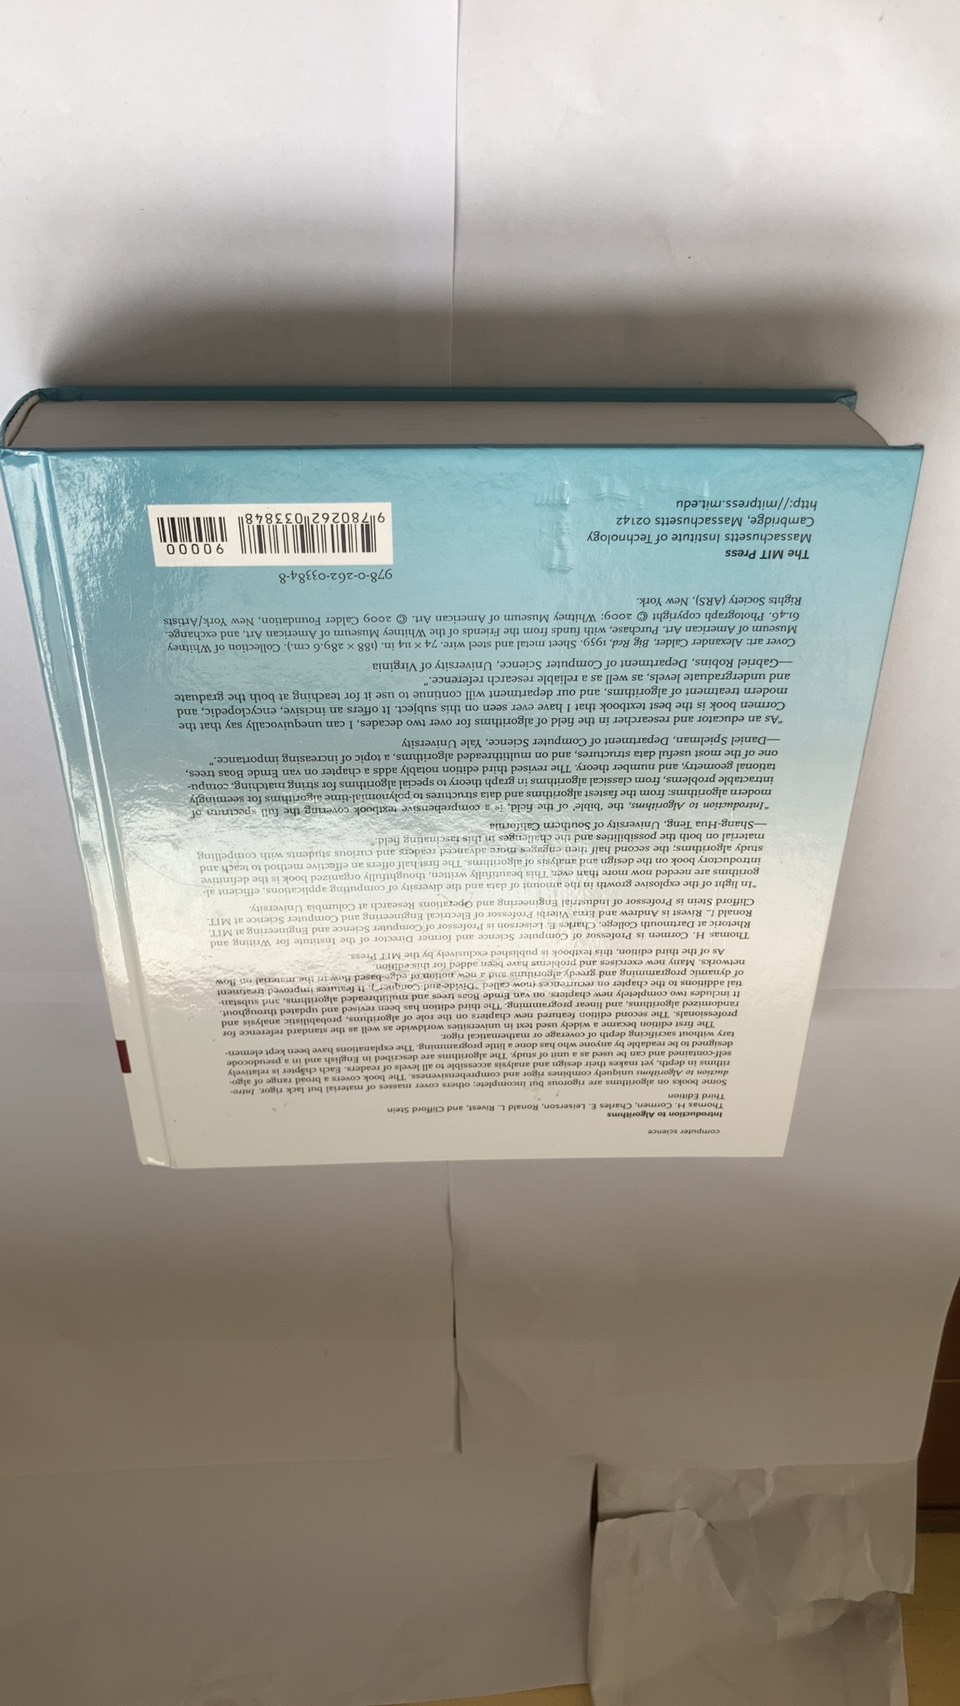 computer science
Introduction to Algorithms
Thomas H. Cormen, Charles E. Leiserson, Ronald L. Rivest, and Clifford Stein
Third Edition
Some books on algorithms are rigorous but incomplete; others cover masses of material but lack rigor. Intro-
duction to Algorithms uniquely combines rigor and comprehensiveness. The book covers a broad range of algo-
rithms in depth, yet makes their design and analysis accessible to all levels of readers. Each chapter is relatively
self-contained and can be used as a unit of study. The algorithms are described in English and in a pseudocode
designed to be readable by anyone who has done a little programming. The explanations have been kept elemen-
tary without sacrificing depth of coverage or mathematical rigor.
The first edition became a widely used text in universities worldwide as well as the standard reference for
professionals. The second edition featured new chapters on the role of algorithms, probabilistic analysis and
randomized algorithms, and linear programming. The third edition has been revised and updated throughout.
It includes two completely new chapters, on van Emde Boas trees and multithreaded algorithms, and substan-
tial additions to the chapter on recurrences (now called "Divide-and-Conquer"). It features improved treatment
of dynamic programming and greedy algorithms and a new notion of edge-based flow in the material on flow
networks. Many new exercises and problems have been added for this edition.
As of the third edition, this textbook is published exclusively by the MIT Press.
Thomas H. Cormen is Professor of Computer Science and former Director of the Institute for Writing and
Rhetoric at Dartmouth College. Charles E. Leiserson is Professor of Computer Science and Engineering at MIT.
Ronald L. Rivest is Andrew and Erna Viterbi Professor of Electrical Engineering and Computer Science at MIT.
Clifford Stein is Professor of Industrial Engineering and Operations Research at Columbia University.
"In light of the explosive growth in the amount of data and the diversity of computing applications, efficient al-
gorithms are needed now more than ever. This beautifully written, thoughtfully organized book is the definitive
introductory book on the design and analysis of algorithms. The first half offers an effective method to teach and
study algorithms; the second half then engages more advanced readers and curious students with compelling
material on both the possibilities and the challenges in this fascinating field."
—Shang-Hua Teng, University of Southern California
"Introduction to Algorithms, the 'bible' of the field, is a comprehensive textbook covering the full spectrum of
modern algorithms: from the fastest algorithms and data structures to polynomial-time algorithms for seemingly
intractable problems, from classical algorithms in graph theory to special algorithms for string matching, compu-
tational geometry, and number theory. The revised third edition notably adds a chapter on van Emde Boas trees,
one of the most useful data structures, and on multithreaded algorithms, a topic of increasing importance."
—Daniel Spielman, Department of Computer Science, Yale University
"As an educator and researcher in the field of algorithms for over two decades, I can unequivocally say that the
Cormen book is the best textbook that I have ever seen on this subject. It offers an incisive, encyclopedic, and
modern treatment of algorithms, and our department will continue to use it for teaching at both the graduate
and undergraduate levels, as well as a reliable research reference."
—Gabriel Robins, Department of Computer Science, University of Virginia
Cover art: Alexander Calder, Big Red, 1959. Sheet metal and steel wire. 74 × 114 in. (188 × 289.6 cm.). Collection of Whitney
Museum of American Art. Purchase, with funds from the Friends of the Whitney Museum of American Art, and exchange.
61.46. Photograph copyright © 2009: Whitney Museum of American Art. © 2009 Calder Foundation, New York/Artists
Rights Society (ARS), New York.
The MIT Press
Massachusetts Institute of Technology
Cambridge, Massachusetts 02142
http://mitpress.mit.edu
978-0-262-03384-8
90000
9 780262 033848